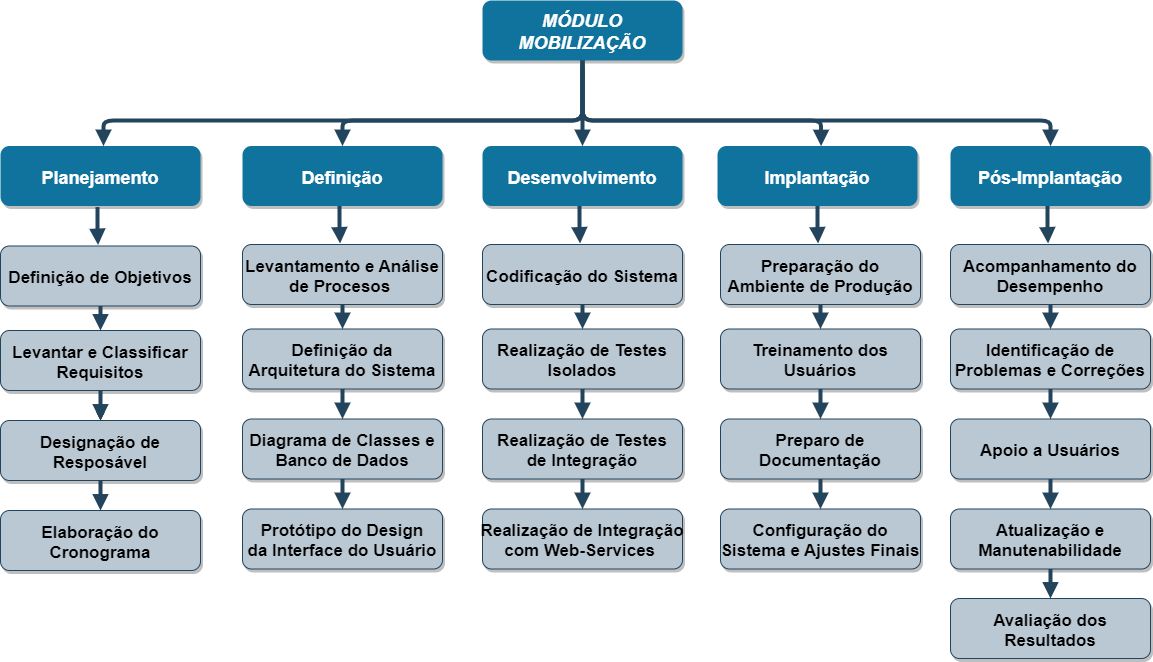 MÓDULO
MOBILIZAÇÃO
Planejamento
Definição de Objetivos
Levantar e Classificar
Requisitos
Designação de
Resposável
Elaboração do
Cronograma
Definição
Levantamento e Análise
de Procesos
Definição da
Arquitetura do Sistema
Diagrama de Classes e
Banco de Dados
Protótipo do Design
da Interface do Usuário
Desenvolvimento
Codificação do Sistema
Realização de Testes
Isolados
Realização de Testes
de Integração
Realização de Integração
com Web-Services
Implantação
Preparação do
Ambiente de Produção
Treinamento dos
Usuários
Preparo de
Documentação
Configuração do
Sistema e Ajustes Finais
Pós-Implantação
Acompanhamento do
Desempenho
Identificação de
Problemas e Correções
Apoio a Usuários
Atualização e
Manutenabilidade
Avaliação dos
Resultados